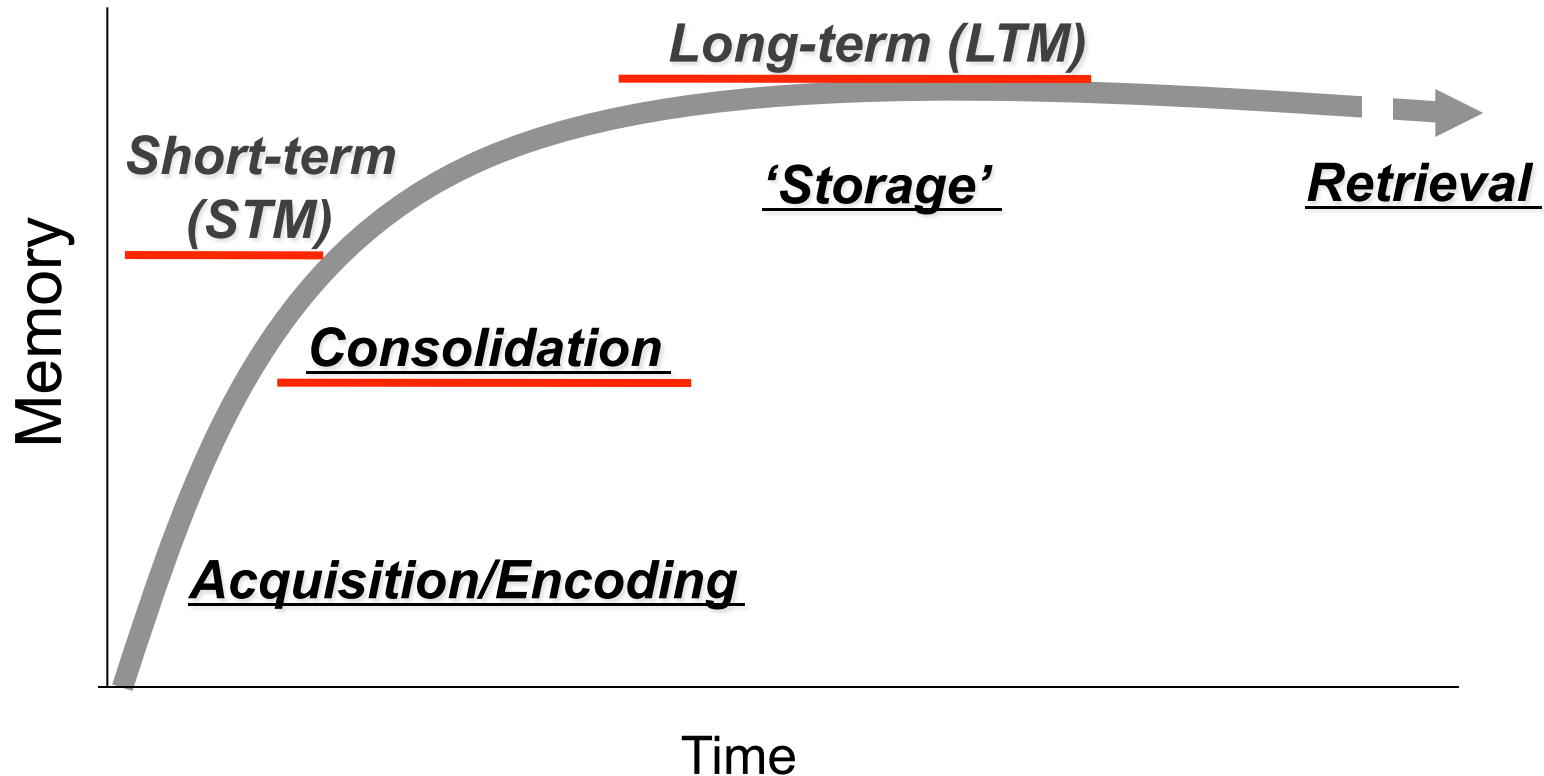 Long-term (LTM)
Short-term
(STM)
‘Storage’
Retrieval
Memory
Consolidation
Acquisition/Encoding
Time